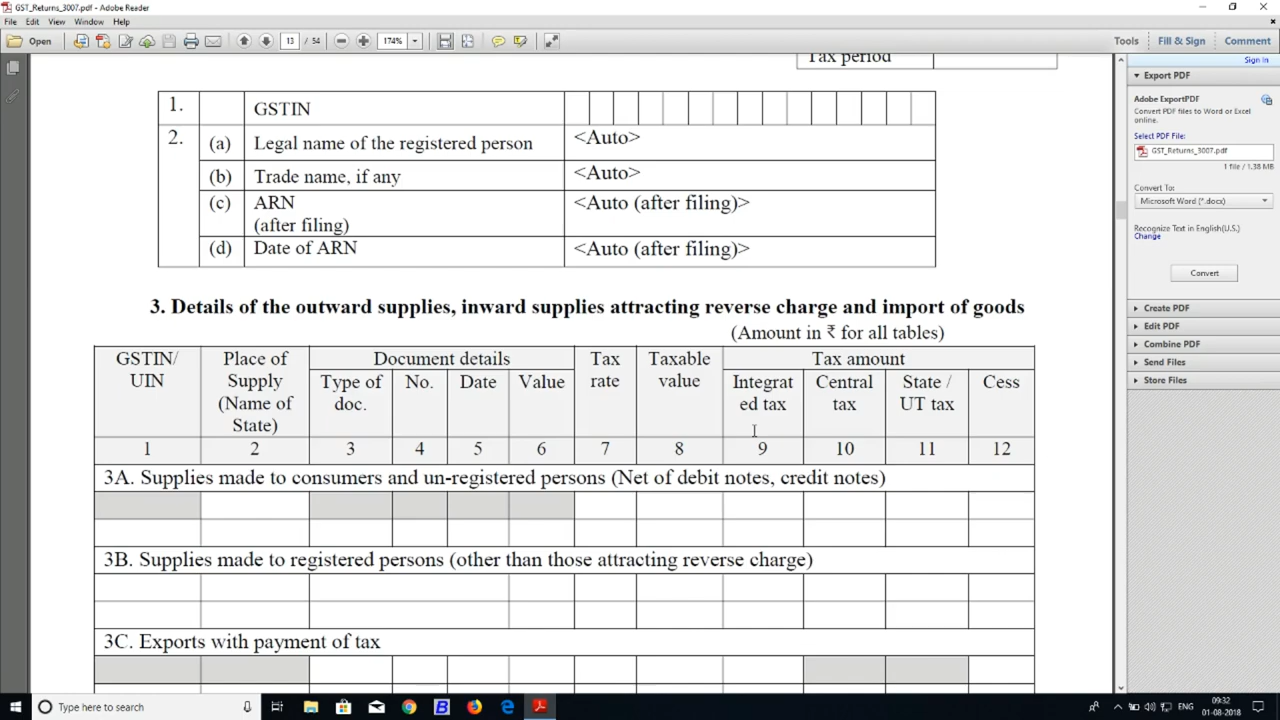 GST_Returns_3007.pdf - Adobe Reader
File Edit View Window Help
Open 13 / 54 174% Tools Fill & Sign Comment
Sign In
Tax period
1. GSTIN
2. (a) Legal name of the registered person <Auto>
(b) Trade name, if any <Auto>
(c) ARN <Auto (after filing)>
(after filing)
(d) Date of ARN <Auto (after filing)>
3. Details of the outward supplies, inward supplies attracting reverse charge and import of goods
(Amount in ₹ for all tables)
GSTIN/ Place of Document details Tax Taxable Tax amount
UIN Supply Type of No. Date Value rate value Integrat Central State / Cess
(Name of doc. ed tax tax UT tax
State)
1 2 3 4 5 6 7 8 9 10 11 12
3A. Supplies made to consumers and un-registered persons (Net of debit notes, credit notes)
3B. Supplies made to registered persons (other than those attracting reverse charge)
3C. Exports with payment of tax
Export PDF
Adobe ExportPDF
Convert PDF files to Word or Excel
online.
Select PDF File:
GST_Returns_3007.pdf
1 file / 1.38 MB
Convert To:
Microsoft Word (*.docx)
Recognize Text in English(U.S.)
Change
Convert
Create PDF
Edit PDF
Combine PDF
Send Files
Store Files
Type here to search
B
ENG
09:32
01-08-2018